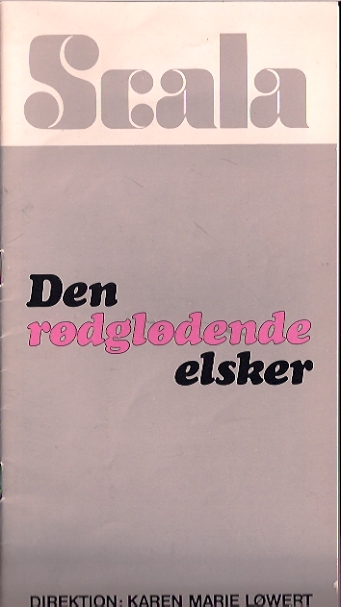 Scala
Den
rødglødende
elsker
DIREKTION: KAREN MARIE LØWERT